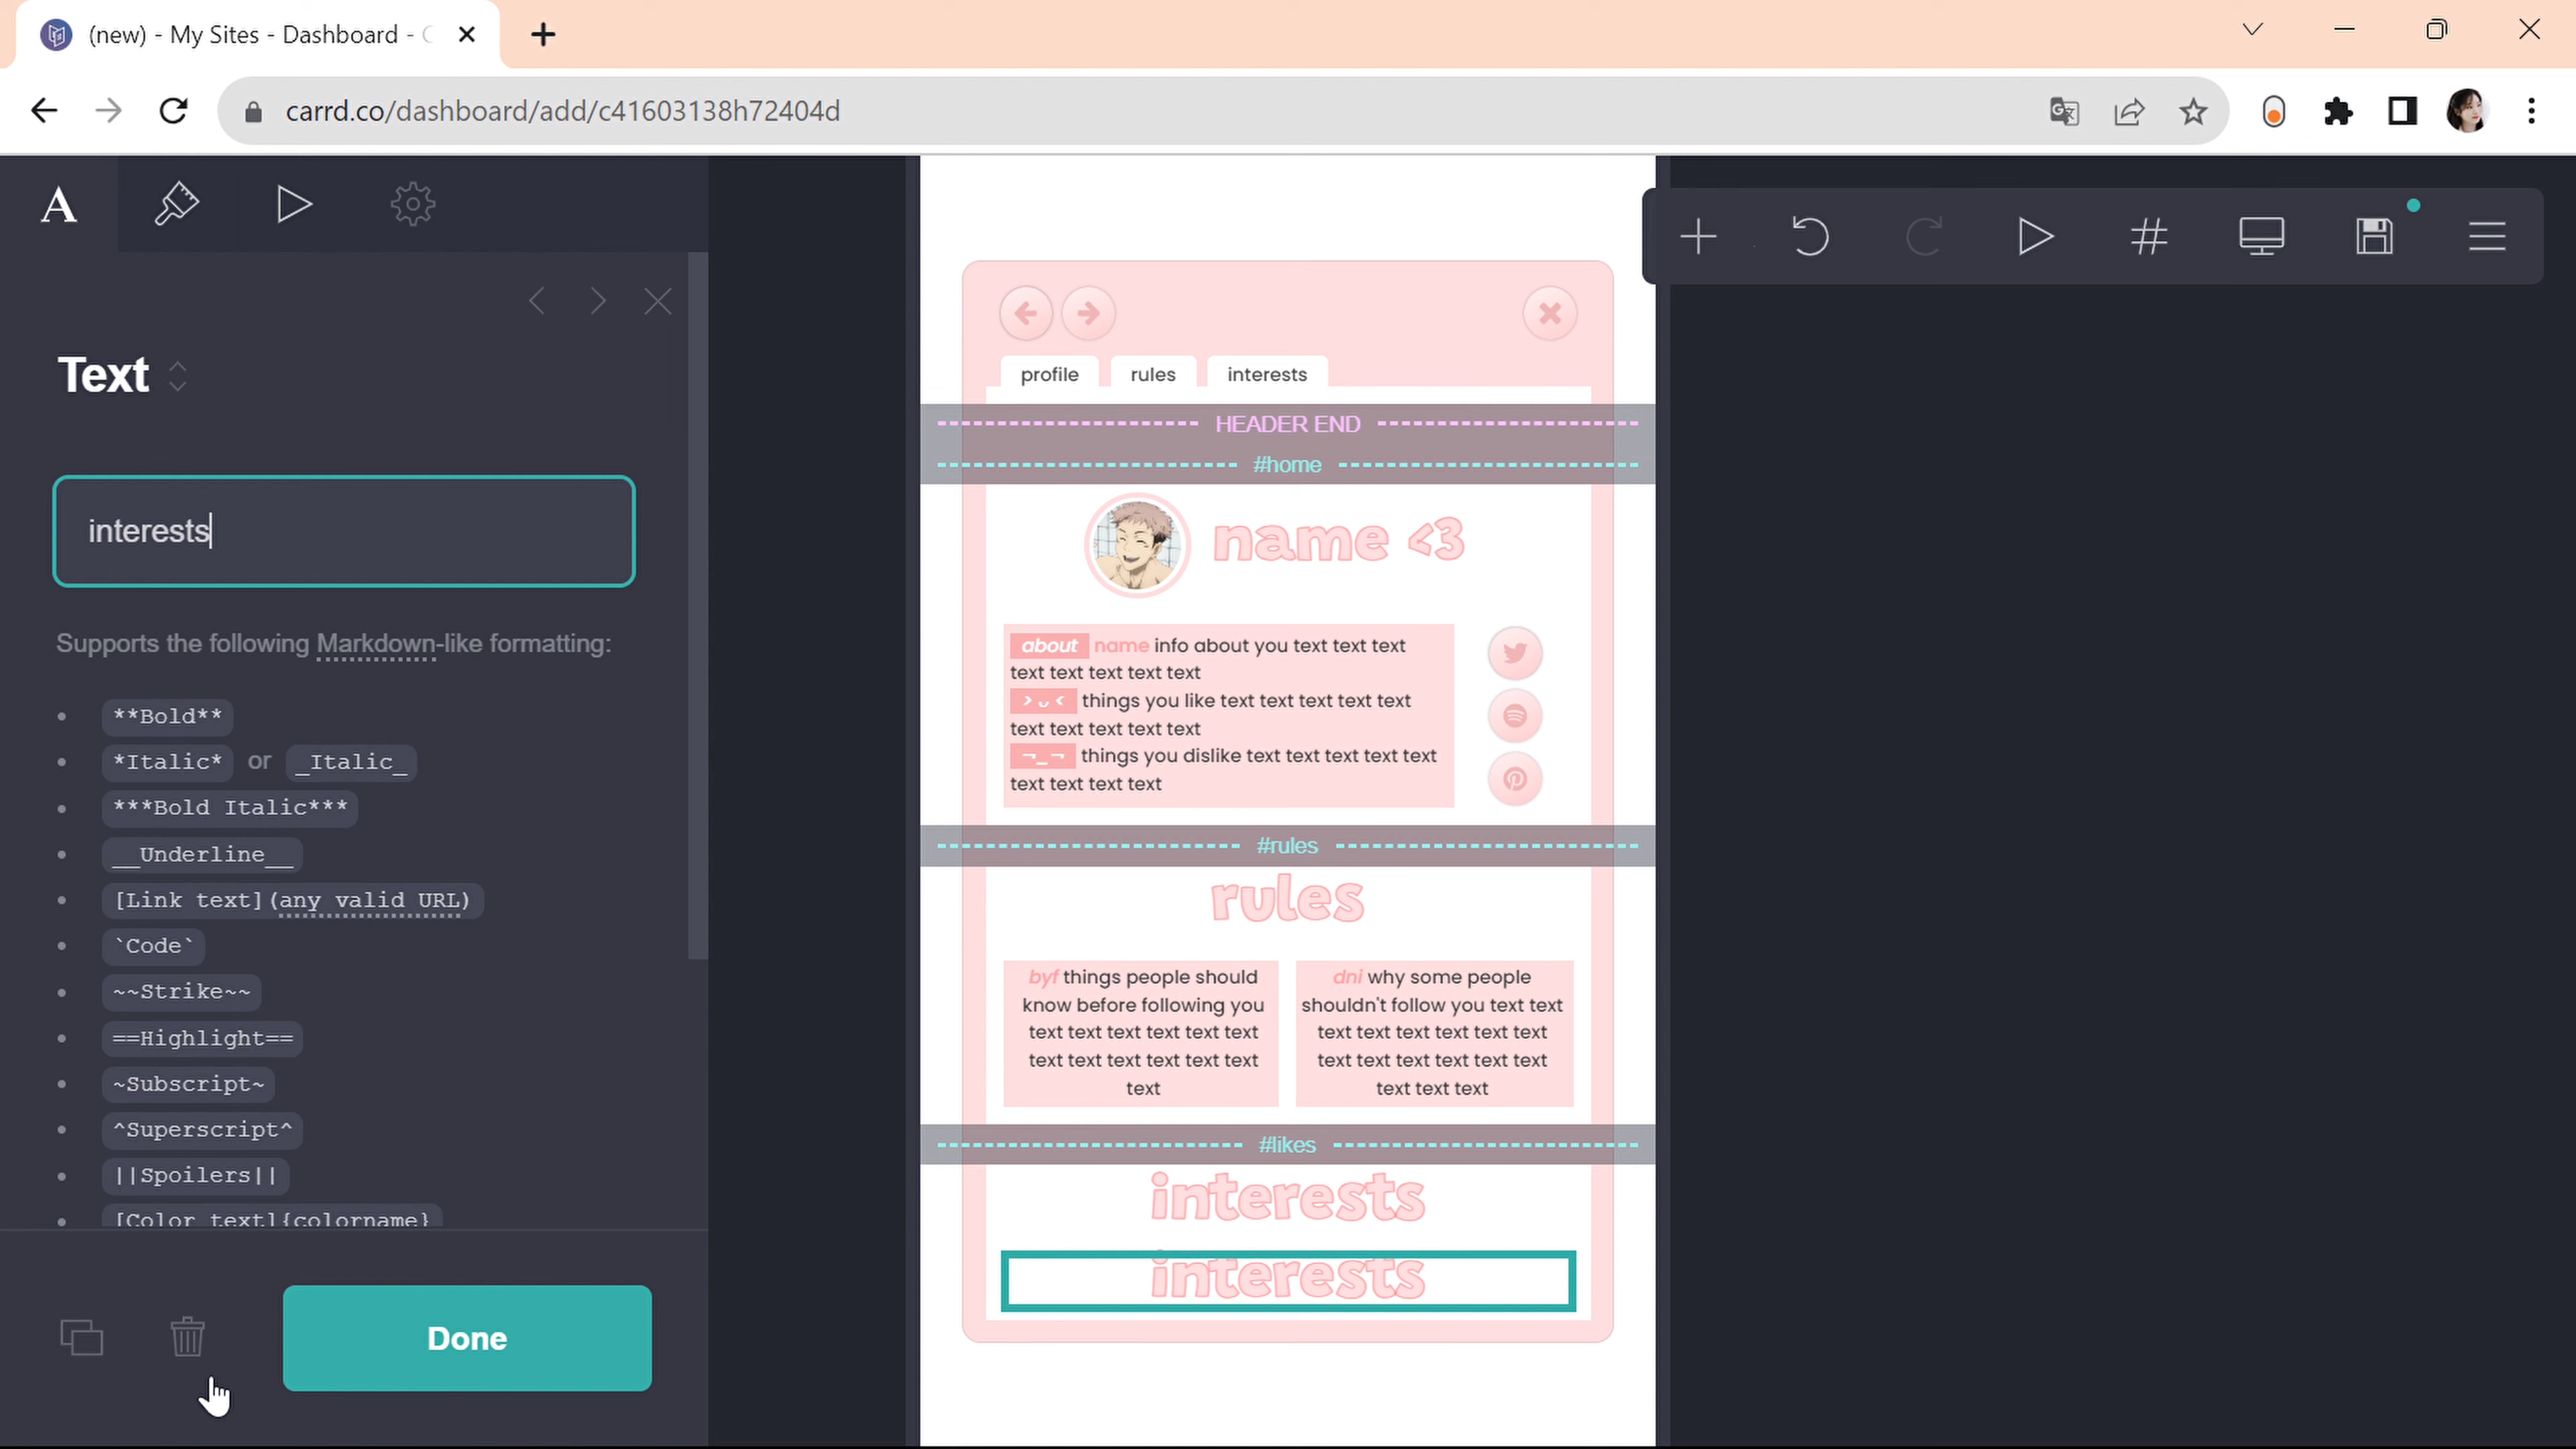 (new) - My Sites - Dashboard -
carrd.co/dashboard/add/c41603138h72404d
A
Text
interests
Supports the following Markdown-like formatting:
**Bold**
*Italic* or _Italic_
***Bold Italic***
__Underline__
[Link text](any valid URL)
`Code`
~~Strike~~
==Highlight==
~Subscript~
^Superscript^
||Spoilers||
[Color text]{colorname}
Done
profile rules interests
HEADER END
#home
name <3
about name info about you text text text
text text text text text
>ᴗ< things you like text text text text text
text text text text text
¬_¬ things you dislike text text text text text
text text text text
#rules
rules
byf things people should
know before following you
text text text text text text
text text text text text text
text
dni why some people
shouldn't follow you text text
text text text text text text
text text text text text text
text text text
#likes
interests
interests